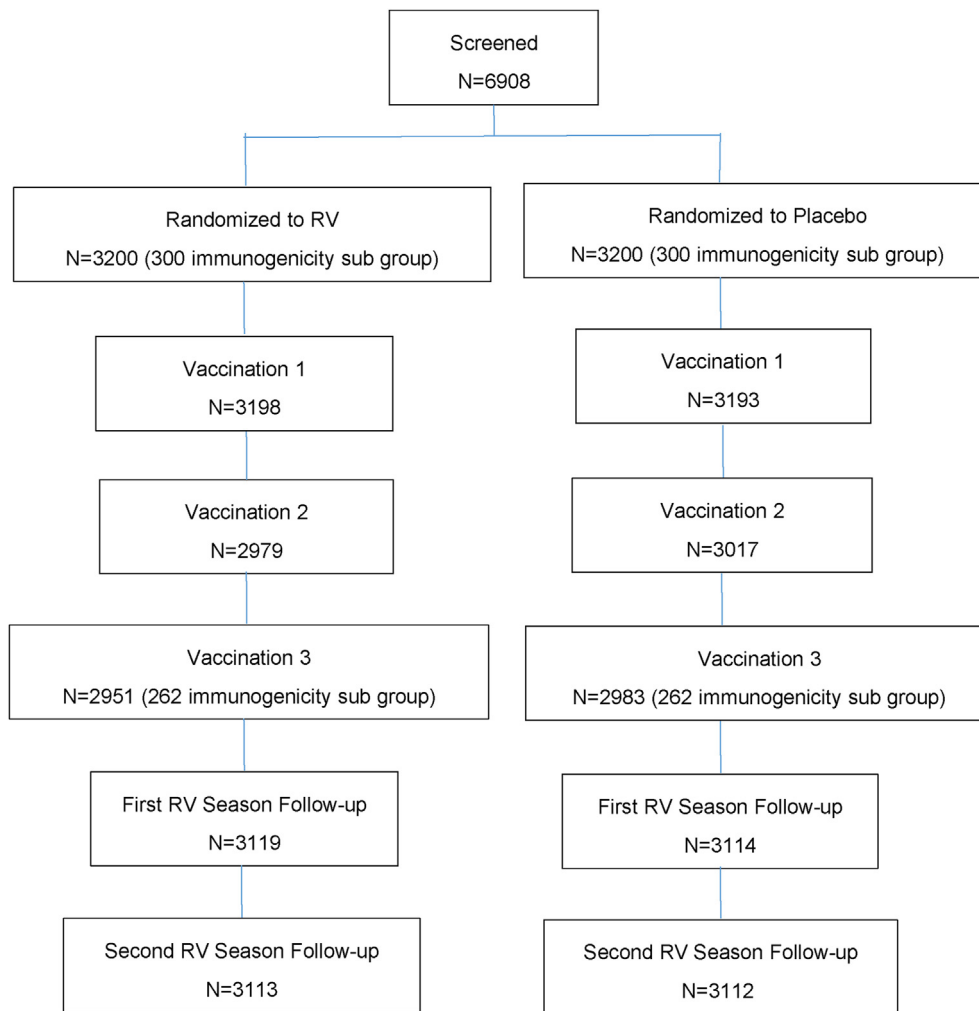 Screened
N=6908
Randomized to RV
N=3200 (300 immunogenicity sub group)
Randomized to Placebo
N=3200 (300 immunogenicity sub group)
Vaccination 1
N=3198
Vaccination 1
N=3193
Vaccination 2
N=2979
Vaccination 2
N=3017
Vaccination 3
N=2951 (262 immunogenicity sub group)
Vaccination 3
N=2983 (262 immunogenicity sub group)
First RV Season Follow-up
N=3119
First RV Season Follow-up
N=3114
Second RV Season Follow-up
N=3113
Second RV Season Follow-up
N=3112